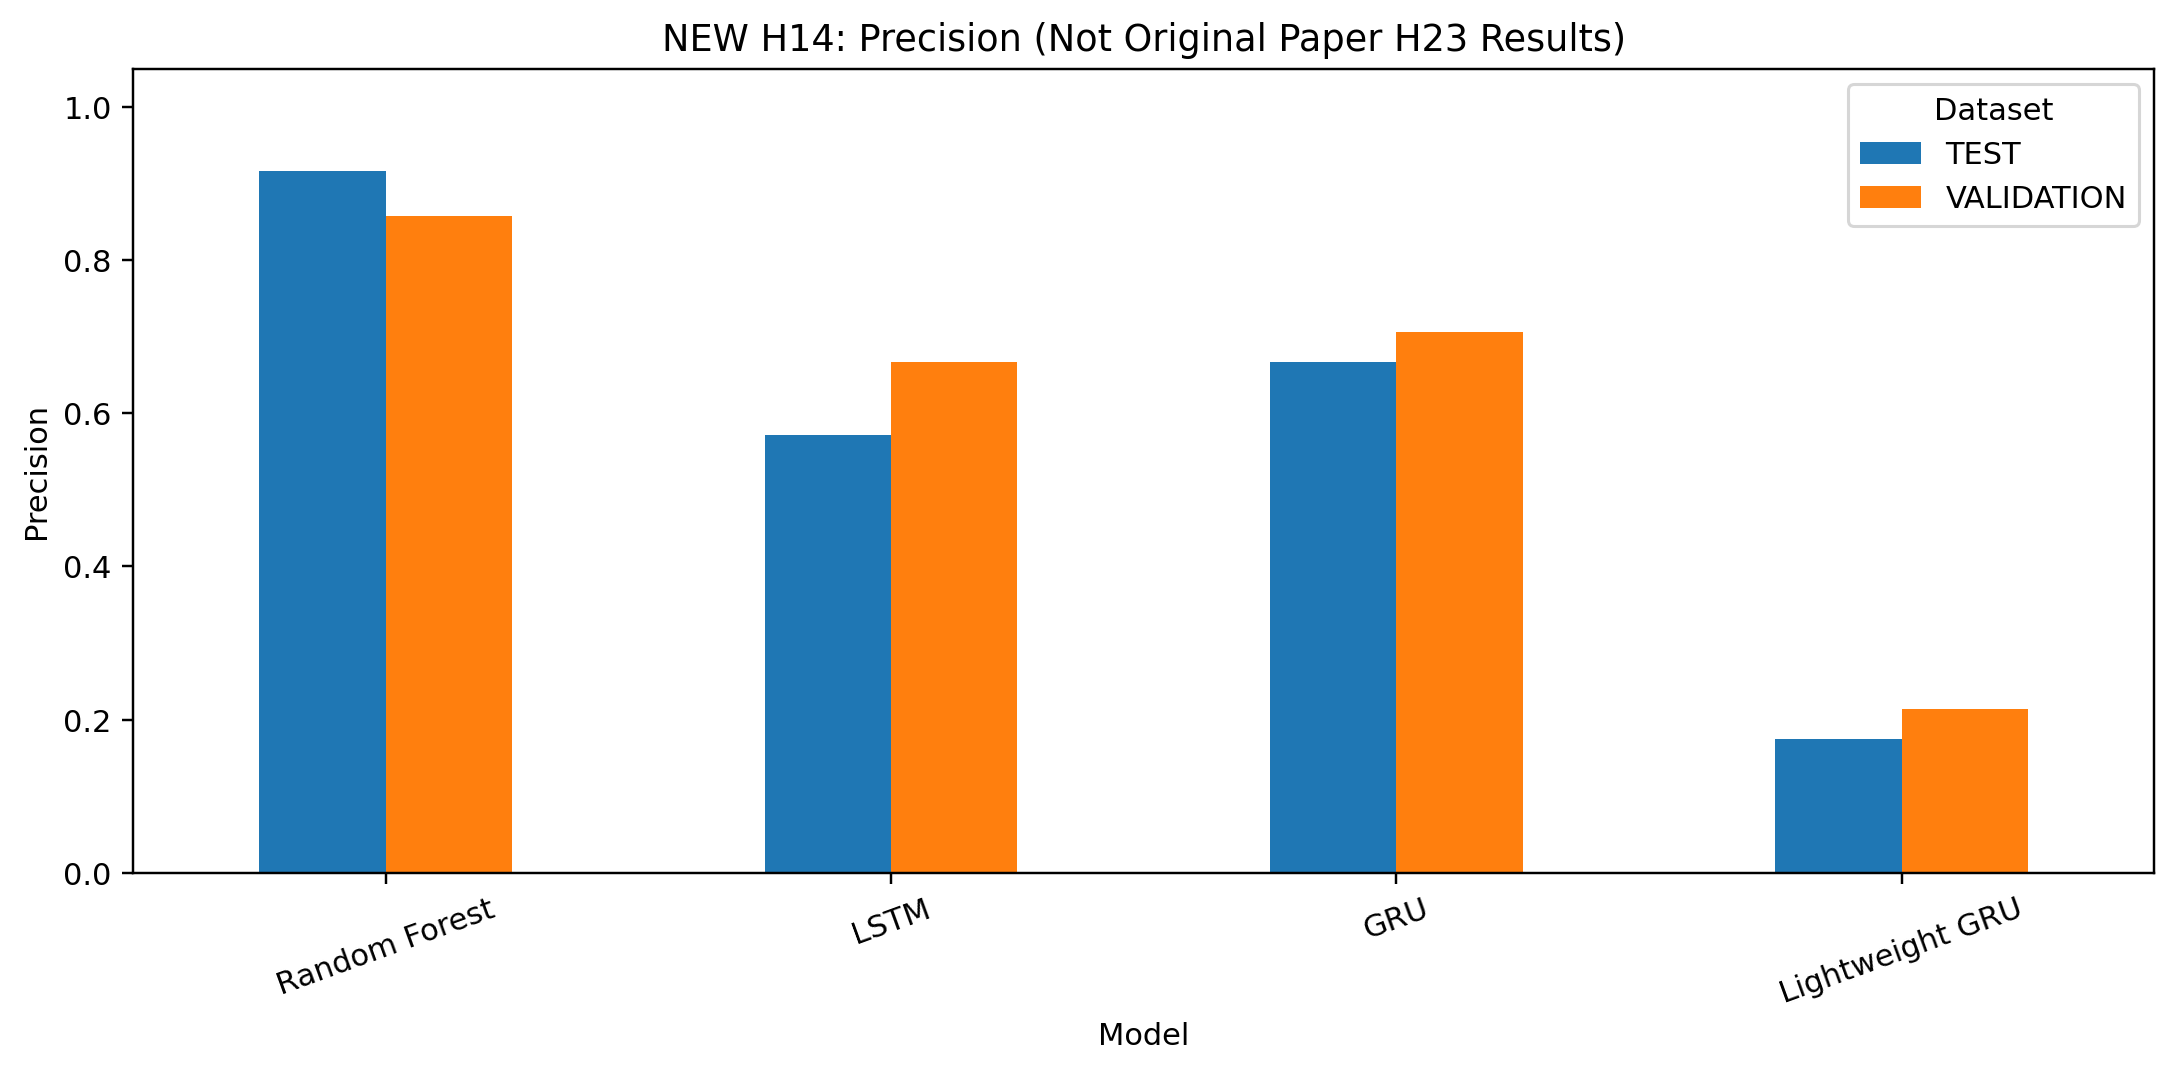 NEW H14: Precision (Not Original Paper H23 Results)
Dataset
TEST
VALIDATION
Precision
1.0
0.8
0.6
0.4
0.2
0.0
Random Forest
LSTM
GRU
Lightweight GRU
Model